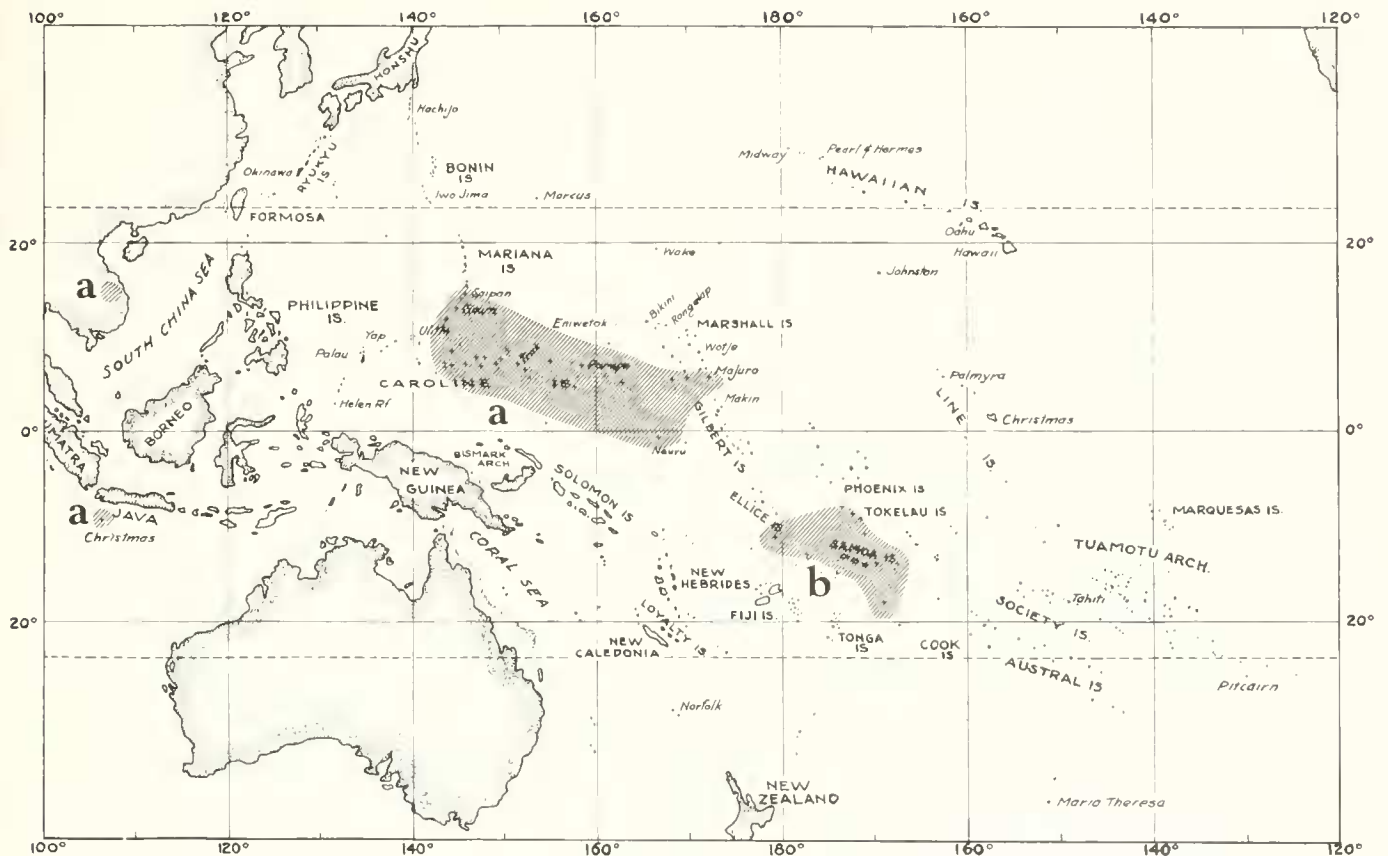 100° 120° 140° 160° 180° 160° 140° 120°
HONSHU
Hachijo
Okinawa
RYUKYU
IS
BONIN
IS
Iwo Jima
Marcus
FORMOSA
Midway
Pearl & Hermes
HAWAIIAN
IS.
Oahu
Hawaii
20°
20°
MARIANA
IS
Wake
Johnston
a
SOUTH CHINA SEA
PHILIPPINE
IS.
Saipan
Guam
Ulithi
Yap
Palau
Eniwetok
Bikini
Rongelap
MARSHALL IS
Wotje
Truk
Ponape
Majuro
CAROLINE IS.
a
Helen Rf
Makin
Palmyra
LINE
IS
Christmas
BORNEO
SUMATRA
0°
0°
Nauru
GILBERT IS
BISMARK
ARCH
NEW
GUINEA
SOLOMON IS
a
JAVA
Christmas
PHOENIX IS
TOKELAU IS
ELLICE IS
MARQUESAS IS.
SAMOA IS.
TUAMOTU ARCH.
CORAL SEA
NEW
HEBRIDES
b
FIJI IS.
Tahiti
SOCIETY
IS.
20°
20°
LOYALTY IS
NEW
CALEDONIA
TONGA
IS
COOK
IS
AUSTRAL IS
Pitcairn
Norfolk
NEW
ZEALAND
Maria Theresa
100° 120° 140° 160° 180° 160° 140° 120°